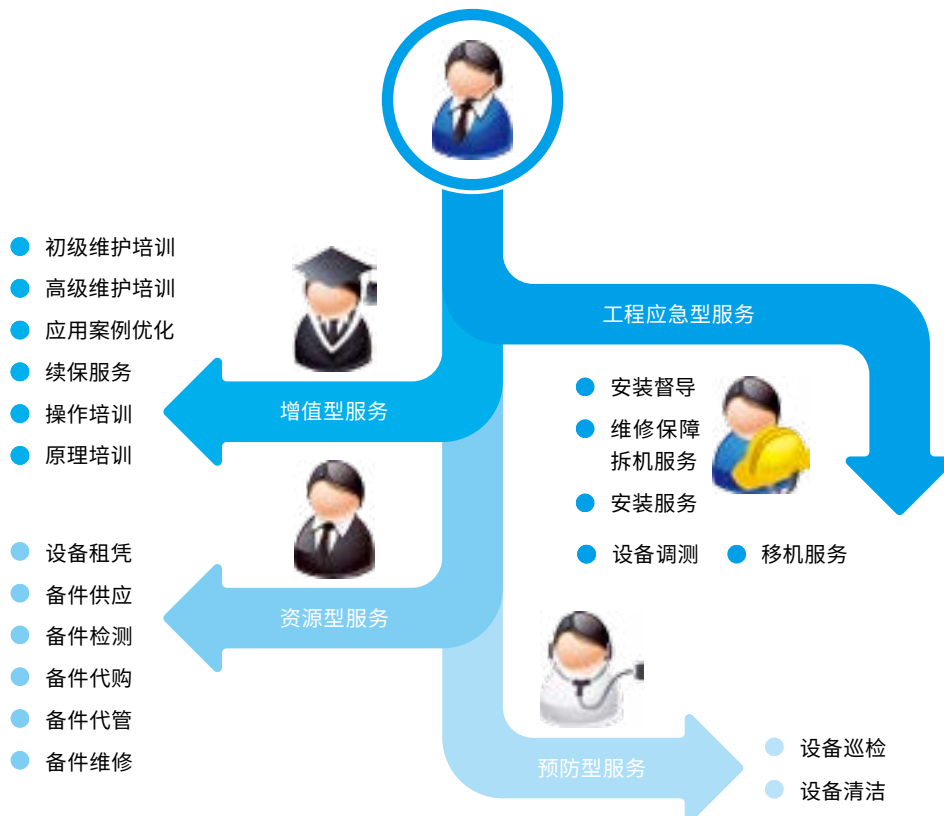 初级维护培训
高级维护培训
应用案例优化
续保服务
操作培训
原理培训
增值型服务
工程应急型服务
安装督导
维修保障
拆机服务
安装服务
设备调测
移机服务
设备租凭
备件供应
备件检测
备件代购
备件代管
备件维修
资源型服务
预防型服务
设备巡检
设备清洁